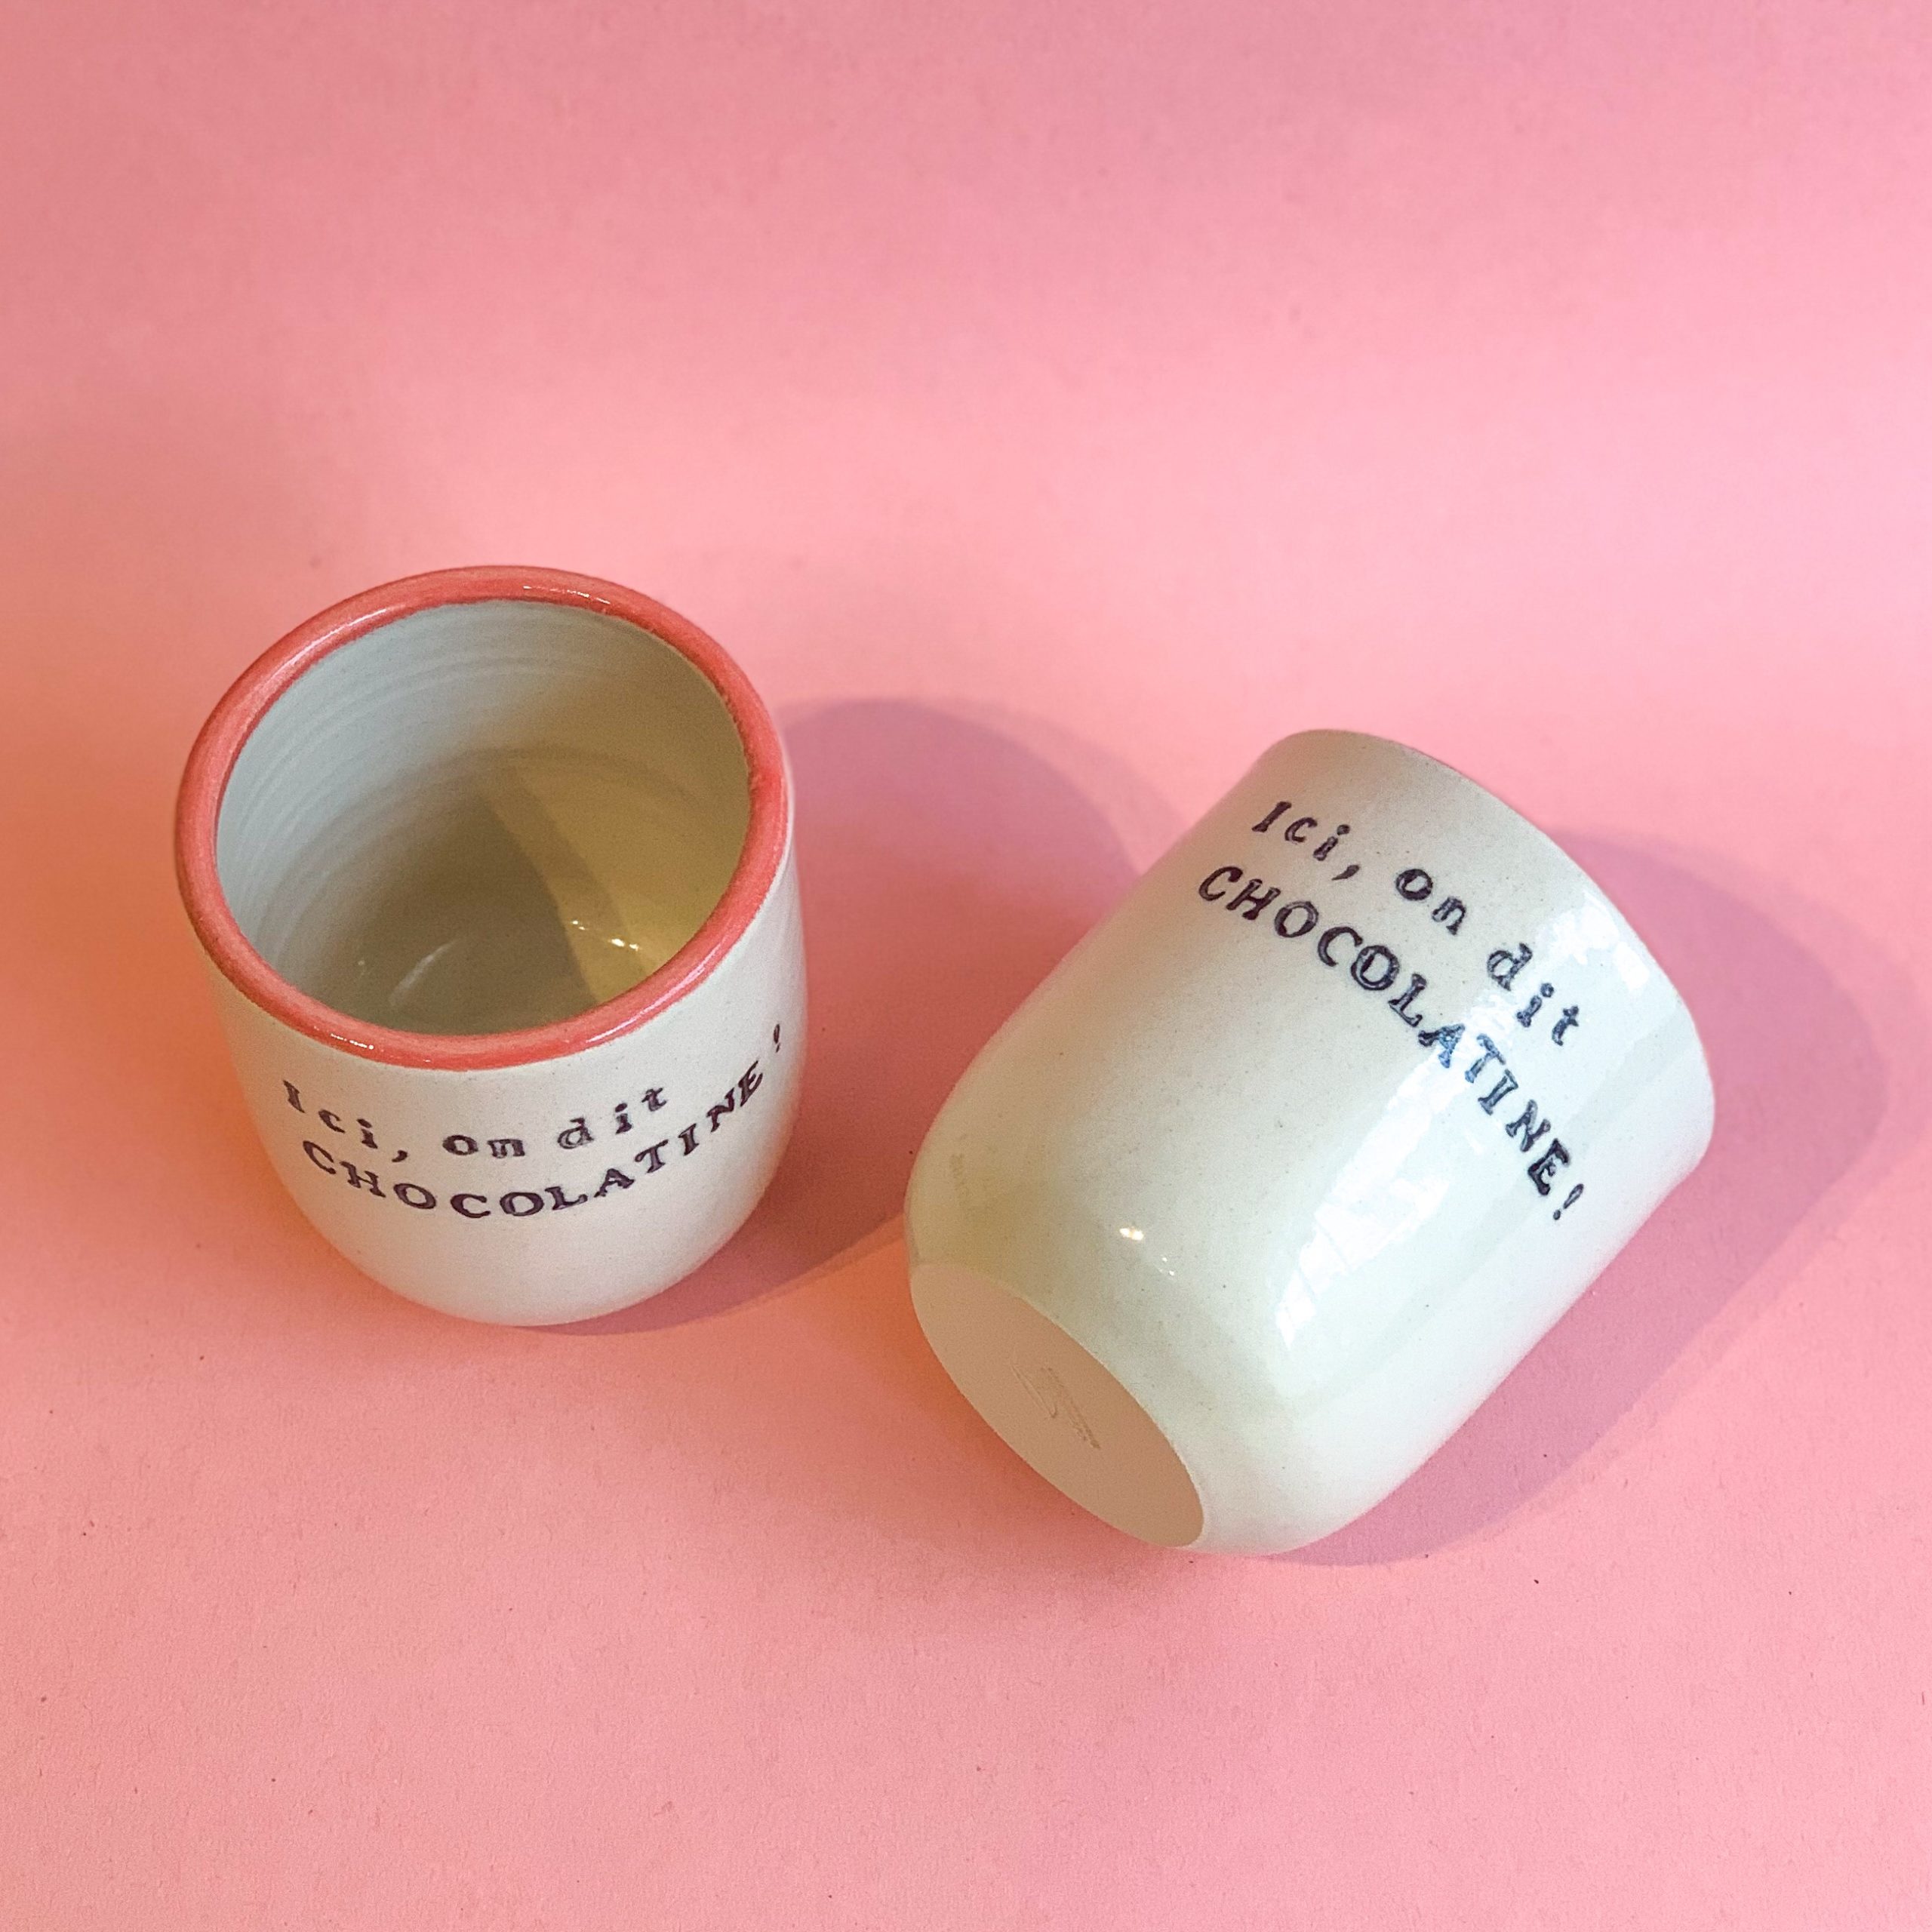 Ici, on dit
CHOCOLATINE!
Ici, on dit
CHOCOLATINE!